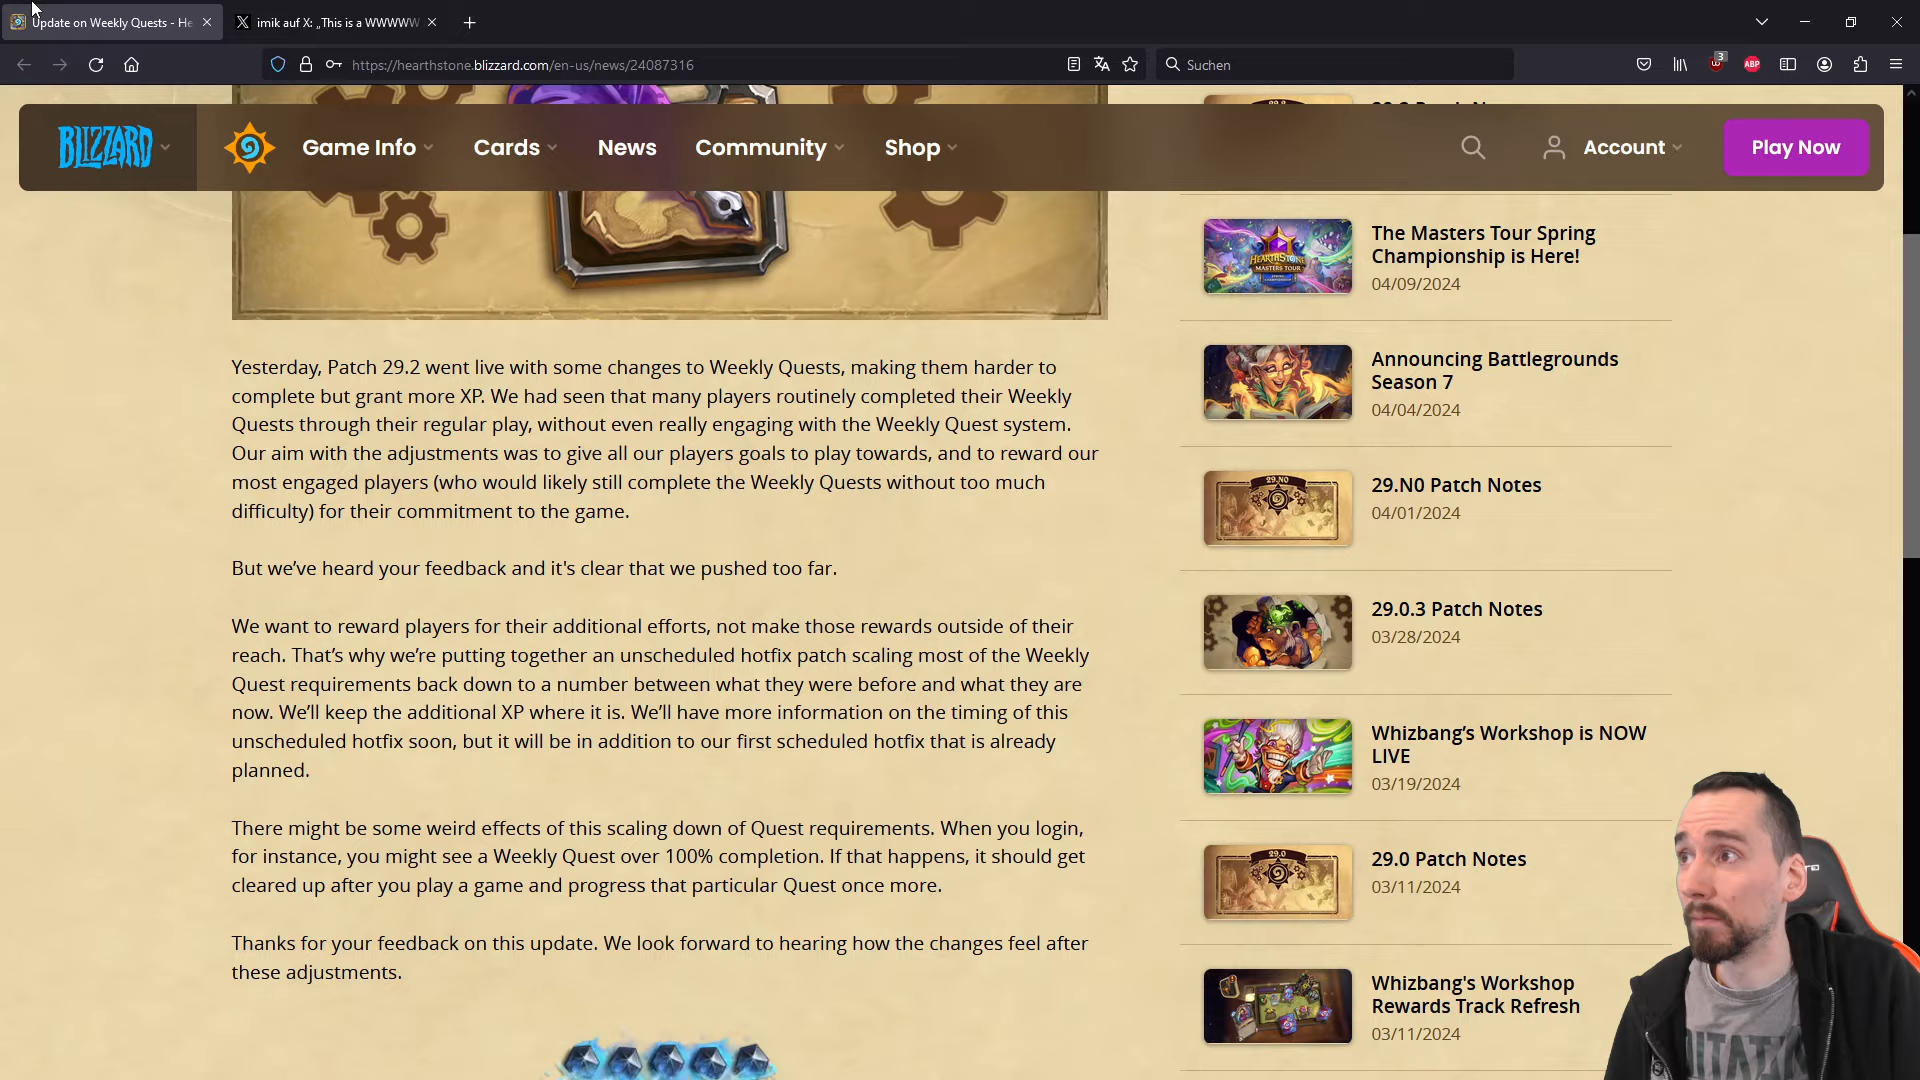 Update on Weekly Quests - He
imik auf X: „This is a WWWWW
https://hearthstone.blizzard.com/en-us/news/24087316
Suchen
3
ABP
BLIZZARD
Game Info
Cards
News
Community
Shop
Account
Play Now
Yesterday, Patch 29.2 went live with some changes to Weekly Quests, making them harder to
complete but grant more XP. We had seen that many players routinely completed their Weekly
Quests through their regular play, without even really engaging with the Weekly Quest system.
Our aim with the adjustments was to give all our players goals to play towards, and to reward our
most engaged players (who would likely still complete the Weekly Quests without too much
difficulty) for their commitment to the game.
But we’ve heard your feedback and it's clear that we pushed too far.
We want to reward players for their additional efforts, not make those rewards outside of their
reach. That’s why we’re putting together an unscheduled hotfix patch scaling most of the Weekly
Quest requirements back down to a number between what they were before and what they are
now. We’ll keep the additional XP where it is. We’ll have more information on the timing of this
unscheduled hotfix soon, but it will be in addition to our first scheduled hotfix that is already
planned.
There might be some weird effects of this scaling down of Quest requirements. When you login,
for instance, you might see a Weekly Quest over 100% completion. If that happens, it should get
cleared up after you play a game and progress that particular Quest once more.
Thanks for your feedback on this update. We look forward to hearing how the changes feel after
these adjustments.
HEARTHSTONE
MASTERS TOUR
The Masters Tour Spring
Championship is Here!
04/09/2024
Announcing Battlegrounds
Season 7
04/04/2024
29.N0
29.N0 Patch Notes
04/01/2024
29.0.3 Patch Notes
03/28/2024
Whizbang’s Workshop is NOW
LIVE
03/19/2024
29.0
29.0 Patch Notes
03/11/2024
Whizbang's Workshop
Rewards Track Refresh
03/11/2024